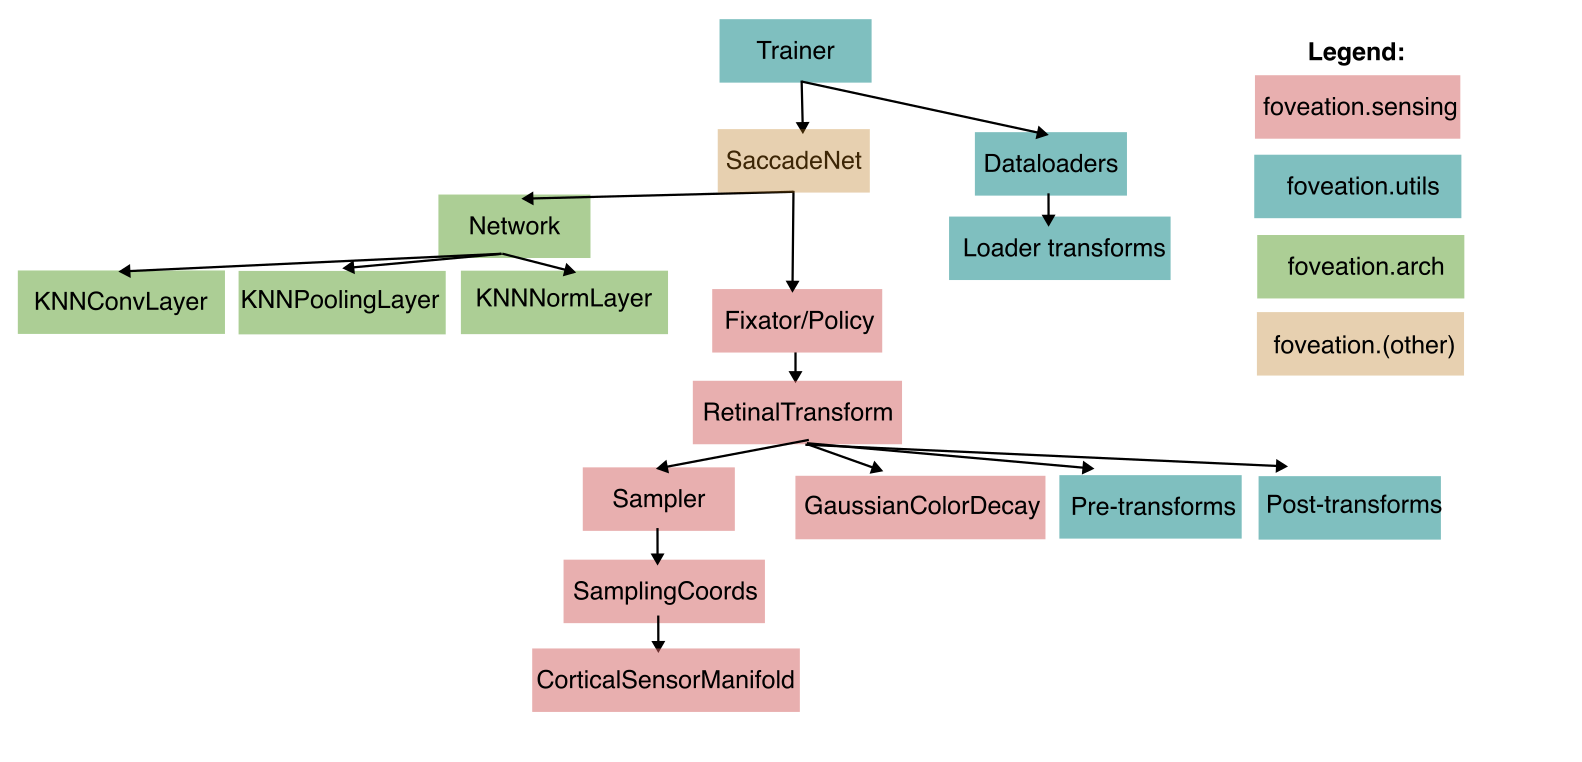 Trainer
Legend:
foveation.sensing
SaccadeNet
Dataloaders
foveation.utils
Network
Loader transforms
foveation.arch
KNNConvLayer
KNNPoolingLayer
KNNNormLayer
Fixator/Policy
foveation.(other)
RetinalTransform
Sampler
GaussianColorDecay
Pre-transforms
Post-transforms
SamplingCoords
CorticalSensorManifold